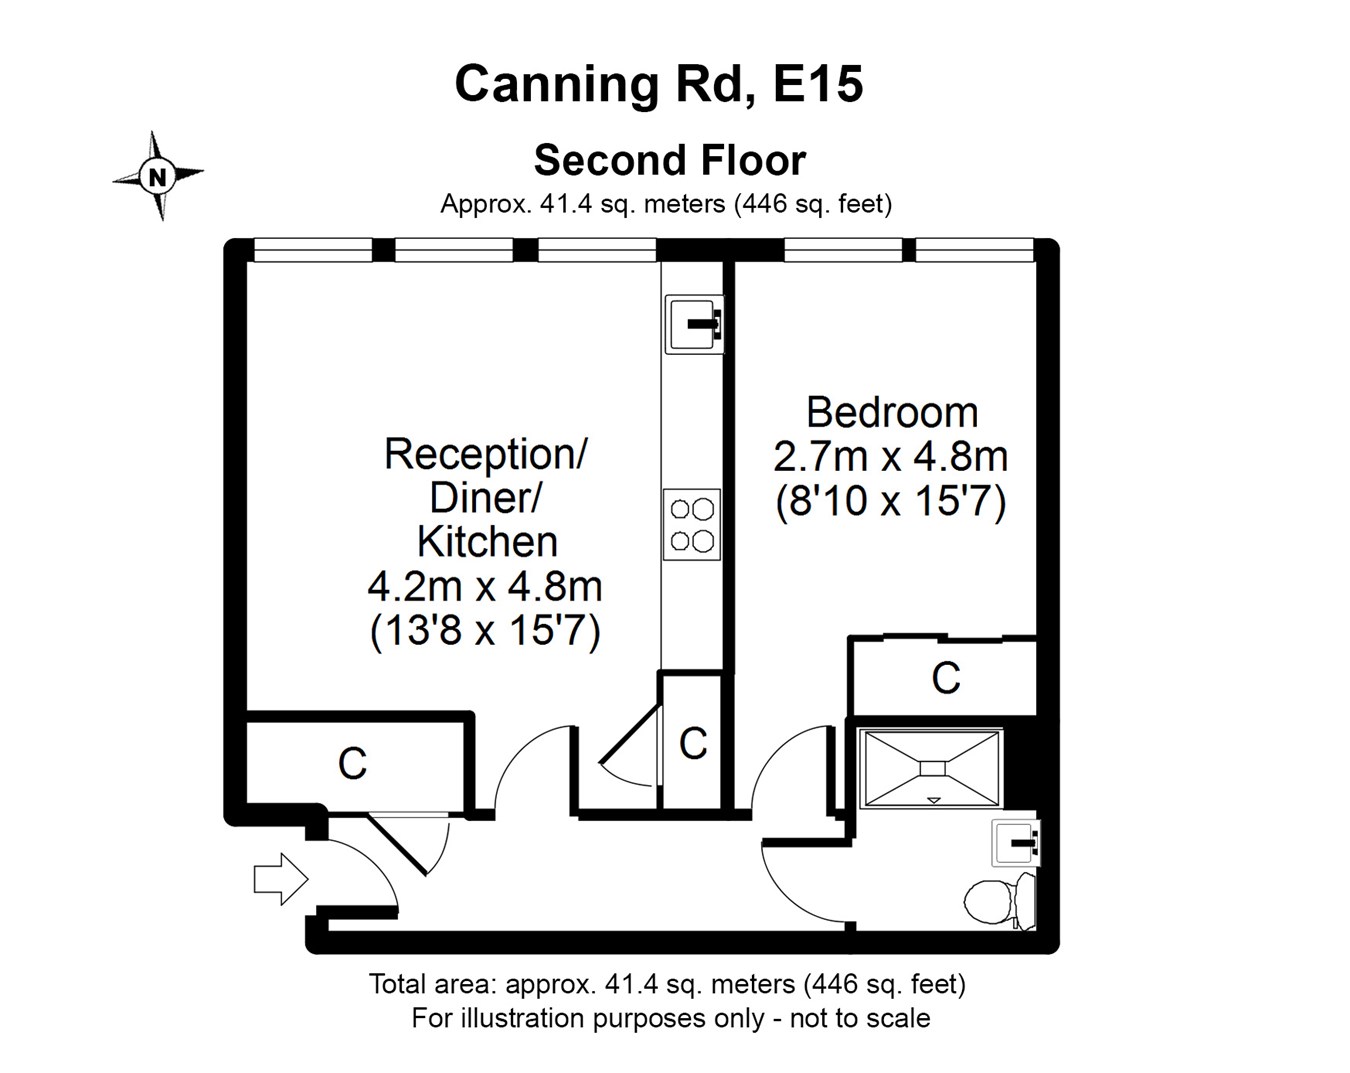 Canning Rd, E15
Second Floor
Approx. 41.4 sq. meters (446 sq. feet)
N
Reception/
Diner/
Kitchen
4.2m x 4.8m
(13'8 x 15'7)
Bedroom
2.7m x 4.8m
(8'10 x 15'7)
C
C
C
Total area: approx. 41.4 sq. meters (446 sq. feet)
For illustration purposes only - not to scale